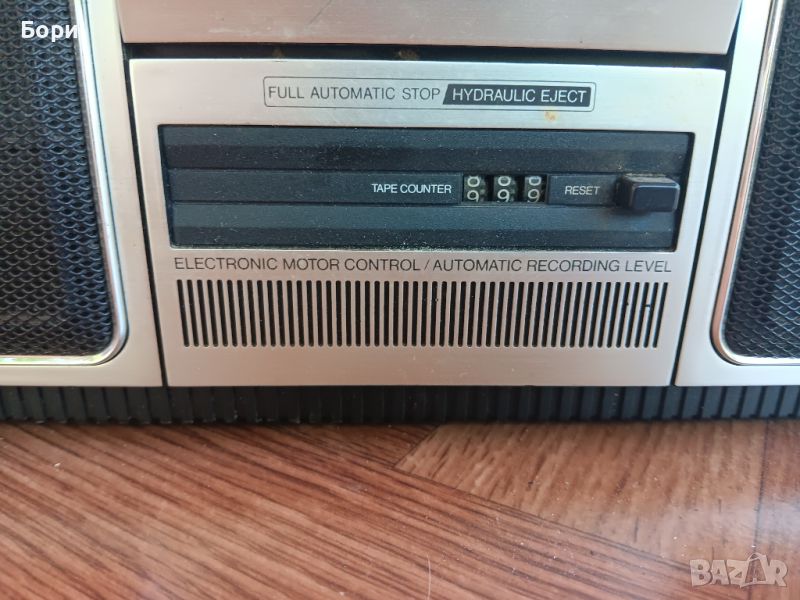 Бори
FULL AUTOMATIC STOP HYDRAULIC EJECT
TAPE COUNTER RESET
ELECTRONIC MOTOR CONTROL / AUTOMATIC RECORDING LEVEL
BAZAR